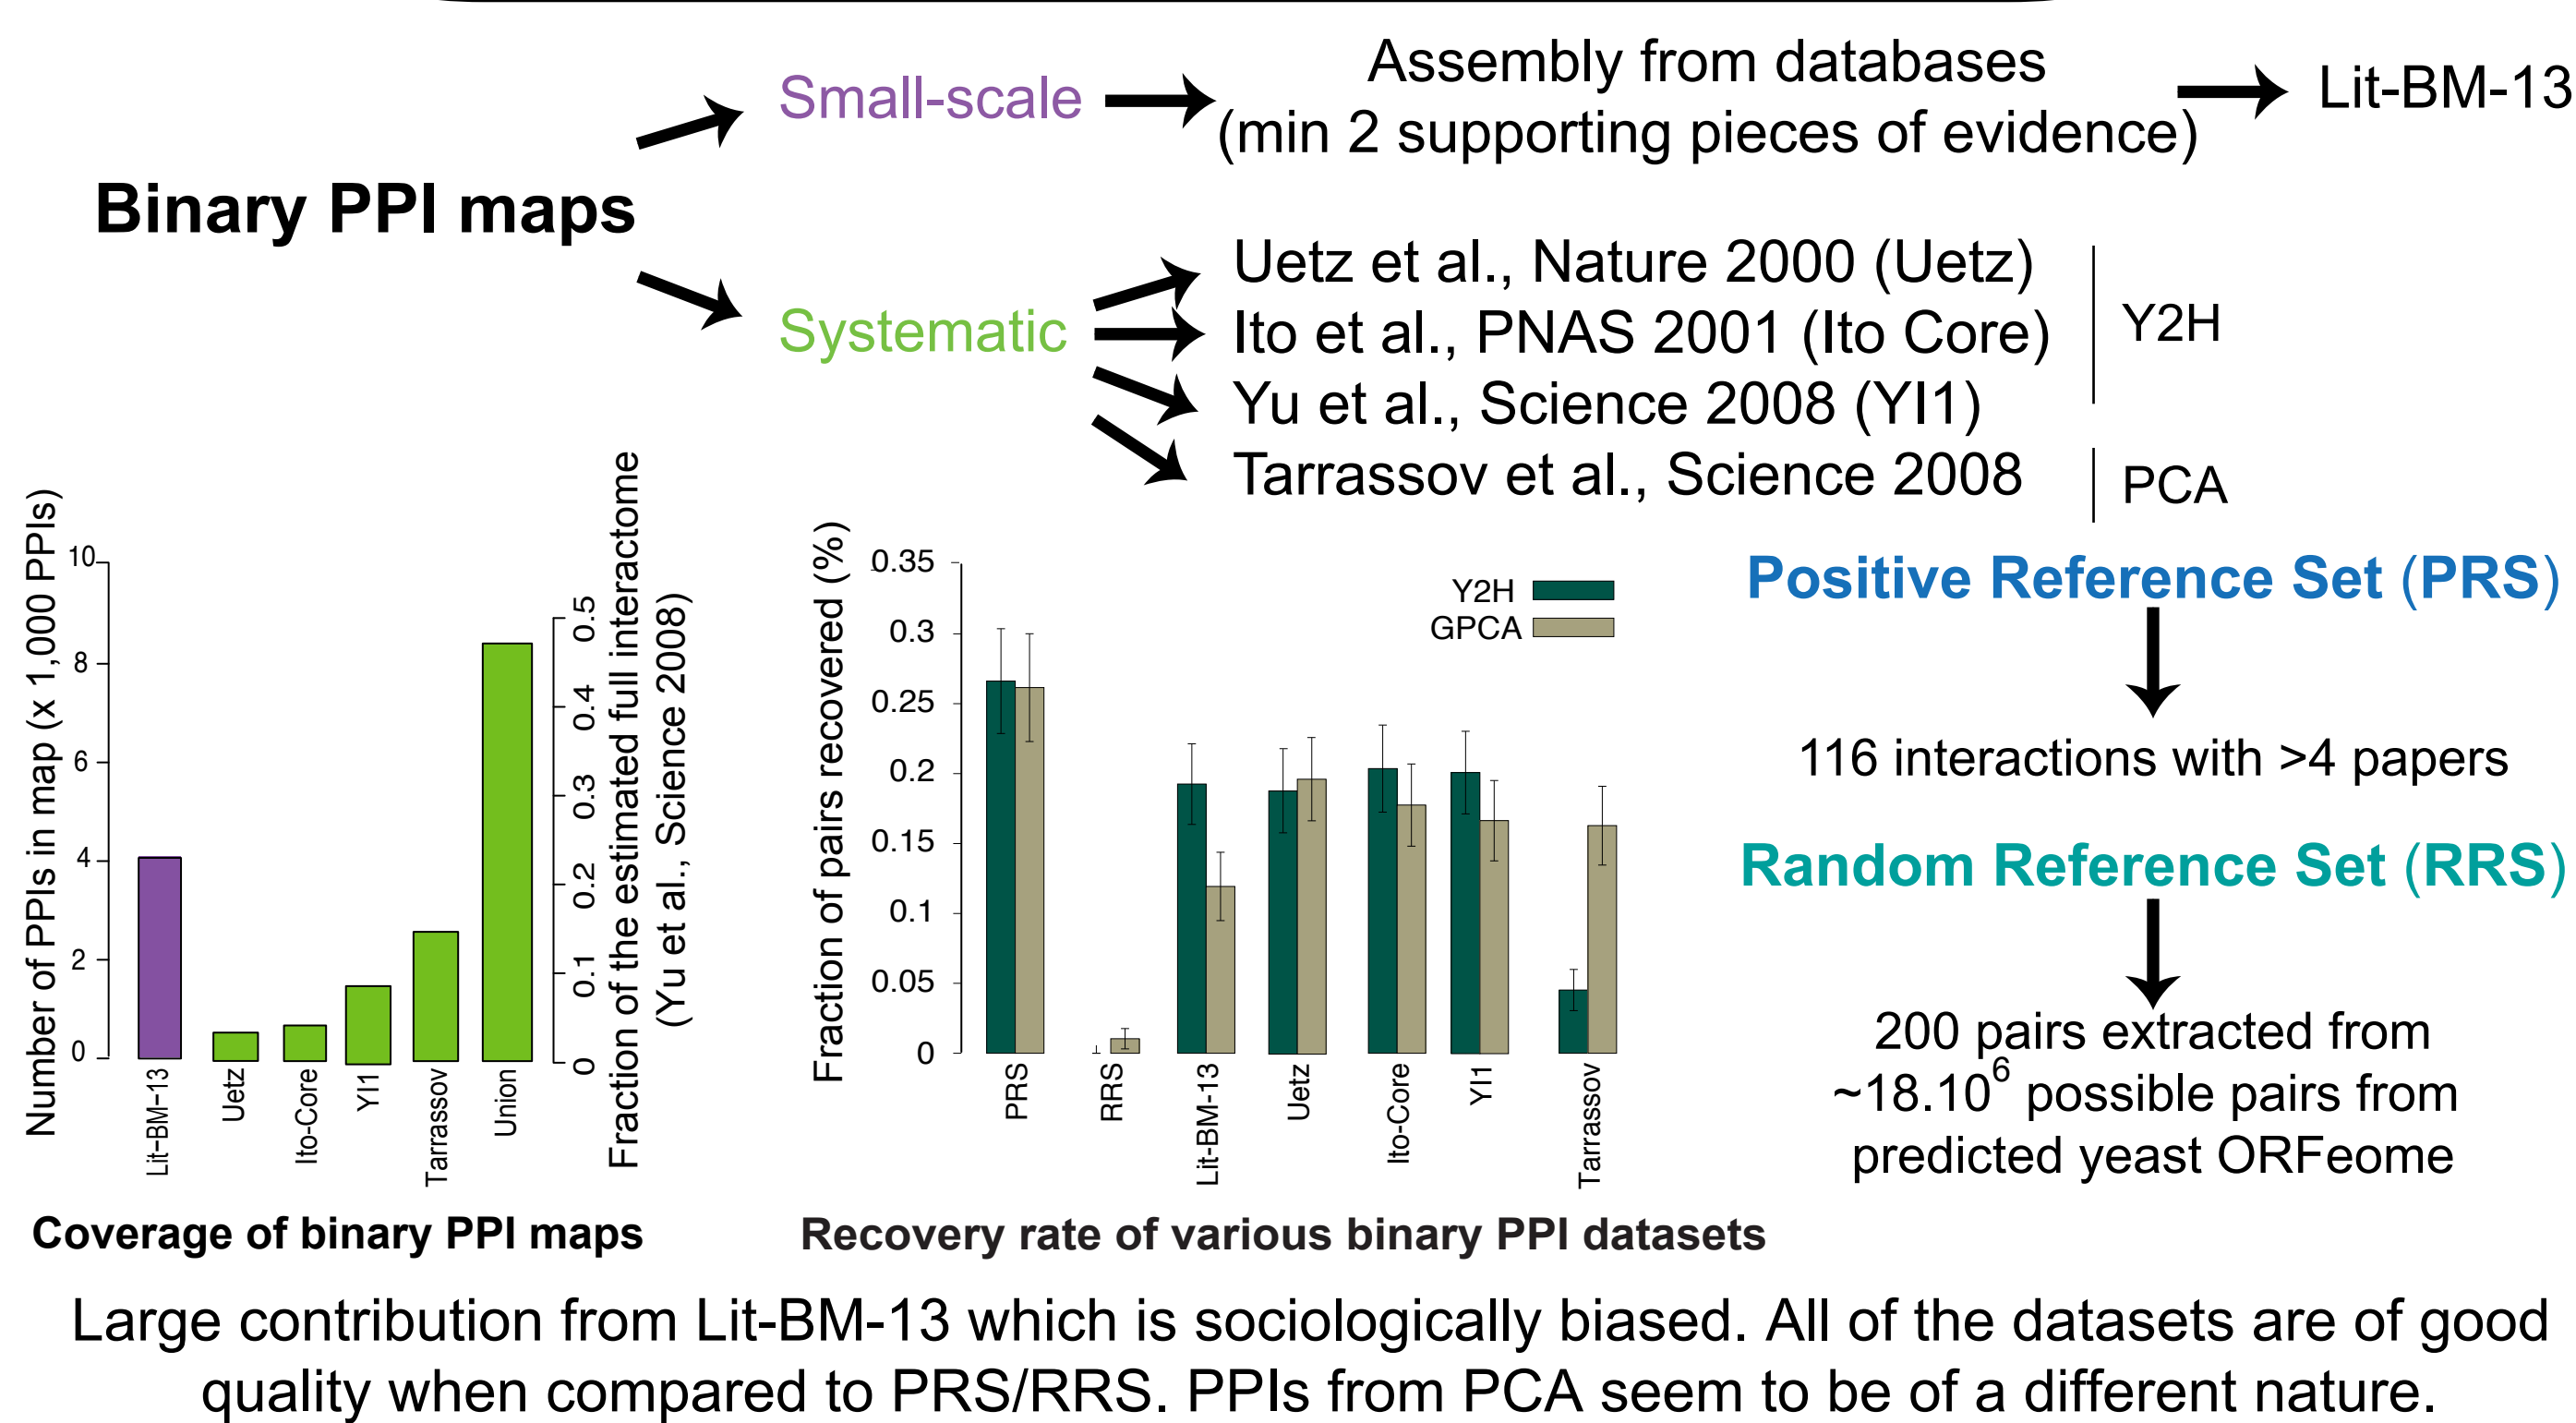 Small-scale
Assembly from databases
(min 2 supporting pieces of evidence)
Lit-BM-13
Binary PPI maps
Systematic
Uetz et al., Nature 2000 (Uetz)
Ito et al., PNAS 2001 (Ito Core)
Yu et al., Science 2008 (YI1)
Y2H
Tarrassov et al., Science 2008
PCA
Number of PPIs in map (x 1,000 PPIs)
10
8
6
4
2
0
Lit-BM-13
Uetz
Ito-Core
YI1
Tarrassov
Union
0.5
0.4
0.3
0.2
0.1
0
Fraction of the estimated full interactome
(Yu et al., Science 2008)
Coverage of binary PPI maps
Fraction of pairs recovered (%)
0.35
0.3
0.25
0.2
0.15
0.1
0.05
0
Y2H
GPCA
PRS
RRS
Lit-BM-13
Uetz
Ito-Core
YI1
Tarrassov
Recovery rate of various binary PPI datasets
Positive Reference Set (PRS)
116 interactions with >4 papers
Random Reference Set (RRS)
200 pairs extracted from
~18.10⁶ possible pairs from
predicted yeast ORFeome
Large contribution from Lit-BM-13 which is sociologically biased. All of the datasets are of good
quality when compared to PRS/RRS. PPIs from PCA seem to be of a different nature.